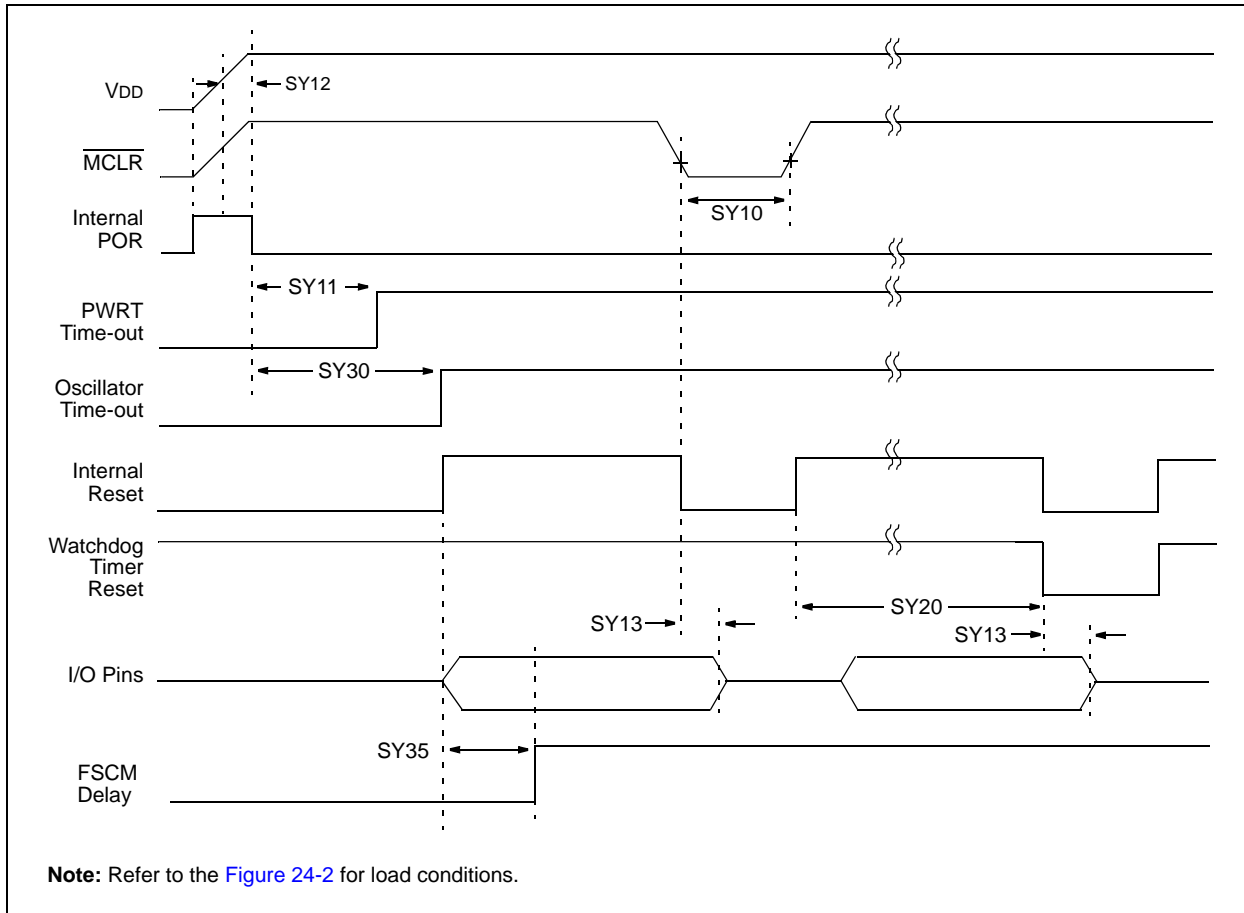 VDD
SY12
MCLR
SY10
Internal
POR
SY11
PWRT
Time-out
SY30
Oscillator
Time-out
Internal
Reset
Watchdog
Timer
Reset
SY20
SY13
SY13
I/O Pins
SY35
FSCM
Delay
Note: Refer to the Figure 24-2 for load conditions.